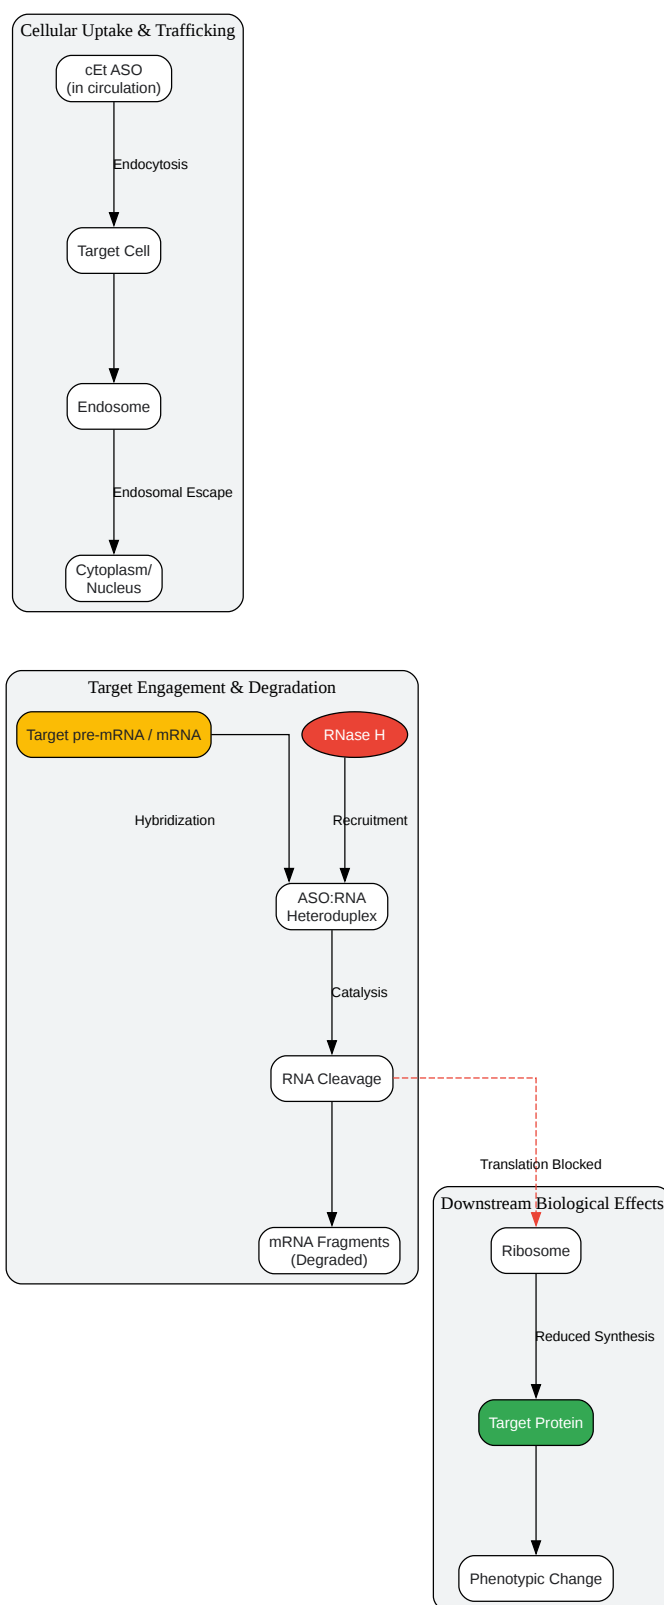 Cellular Uptake & Trafficking
cEt ASO
(in circulation)
Endocytosis
Target Cell
Endosome
Endosomal Escape
Cytoplasm/
Nucleus
Target Engagement & Degradation
Target pre-mRNA / mRNA
RNase H
Hybridization
Recruitment
ASO:RNA
Heteroduplex
Catalysis
RNA Cleavage
Translation Blocked
Downstream Biological Effects
mRNA Fragments
(Degraded)
Ribosome
Reduced Synthesis
Target Protein
Phenotypic Change